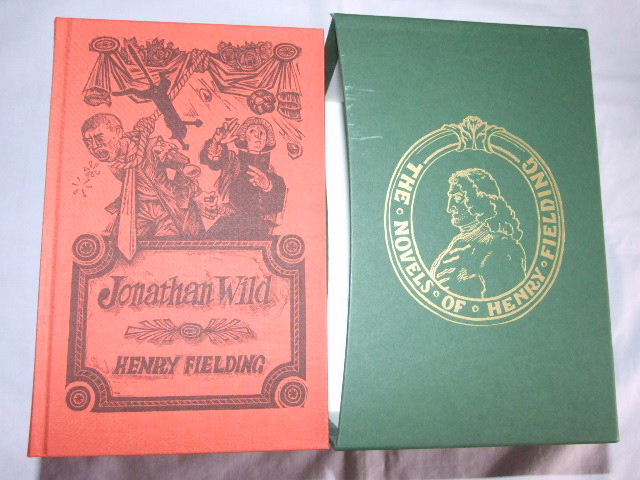 Jonathan Wild
HENRY FIELDING
THE • NOVELS • OF • HENRY • FIELDING